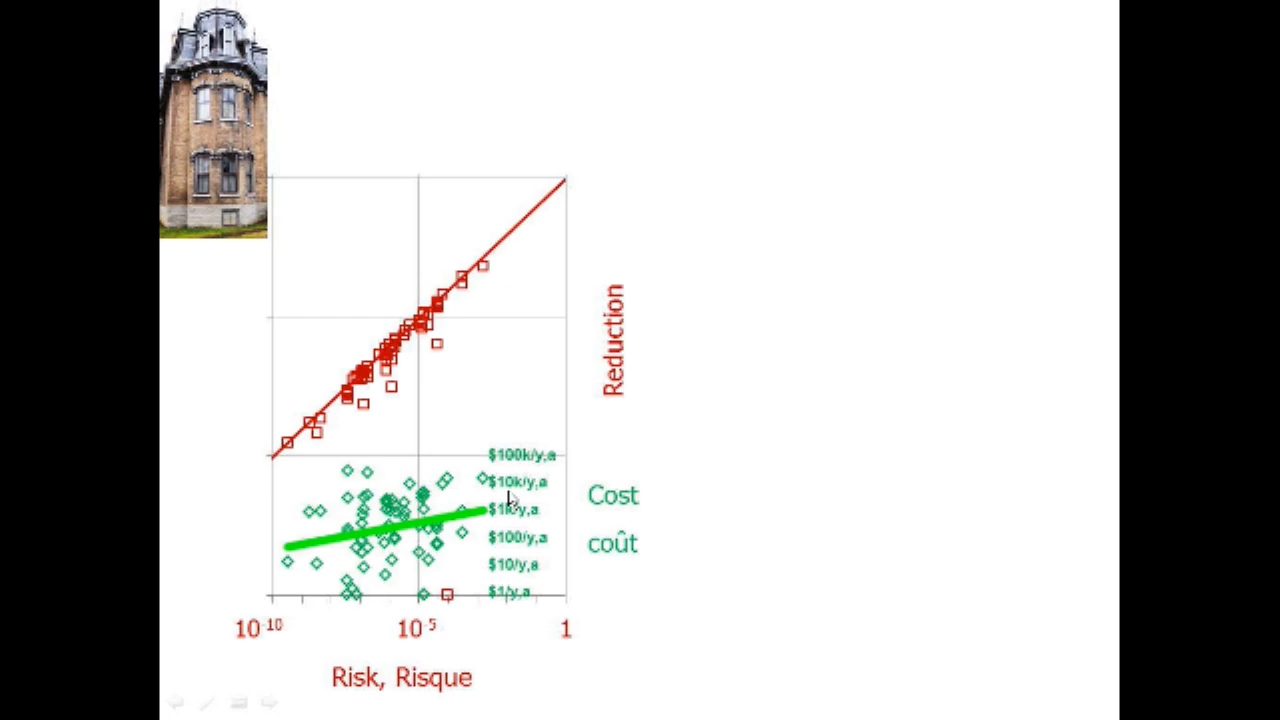 Reduction
$100k/y,a
$10k/y,a
$1k/y,a
$100/y,a
$10/y,a
$1/y,a
Cost
coût
10-10
10-5
1
Risk, Risque